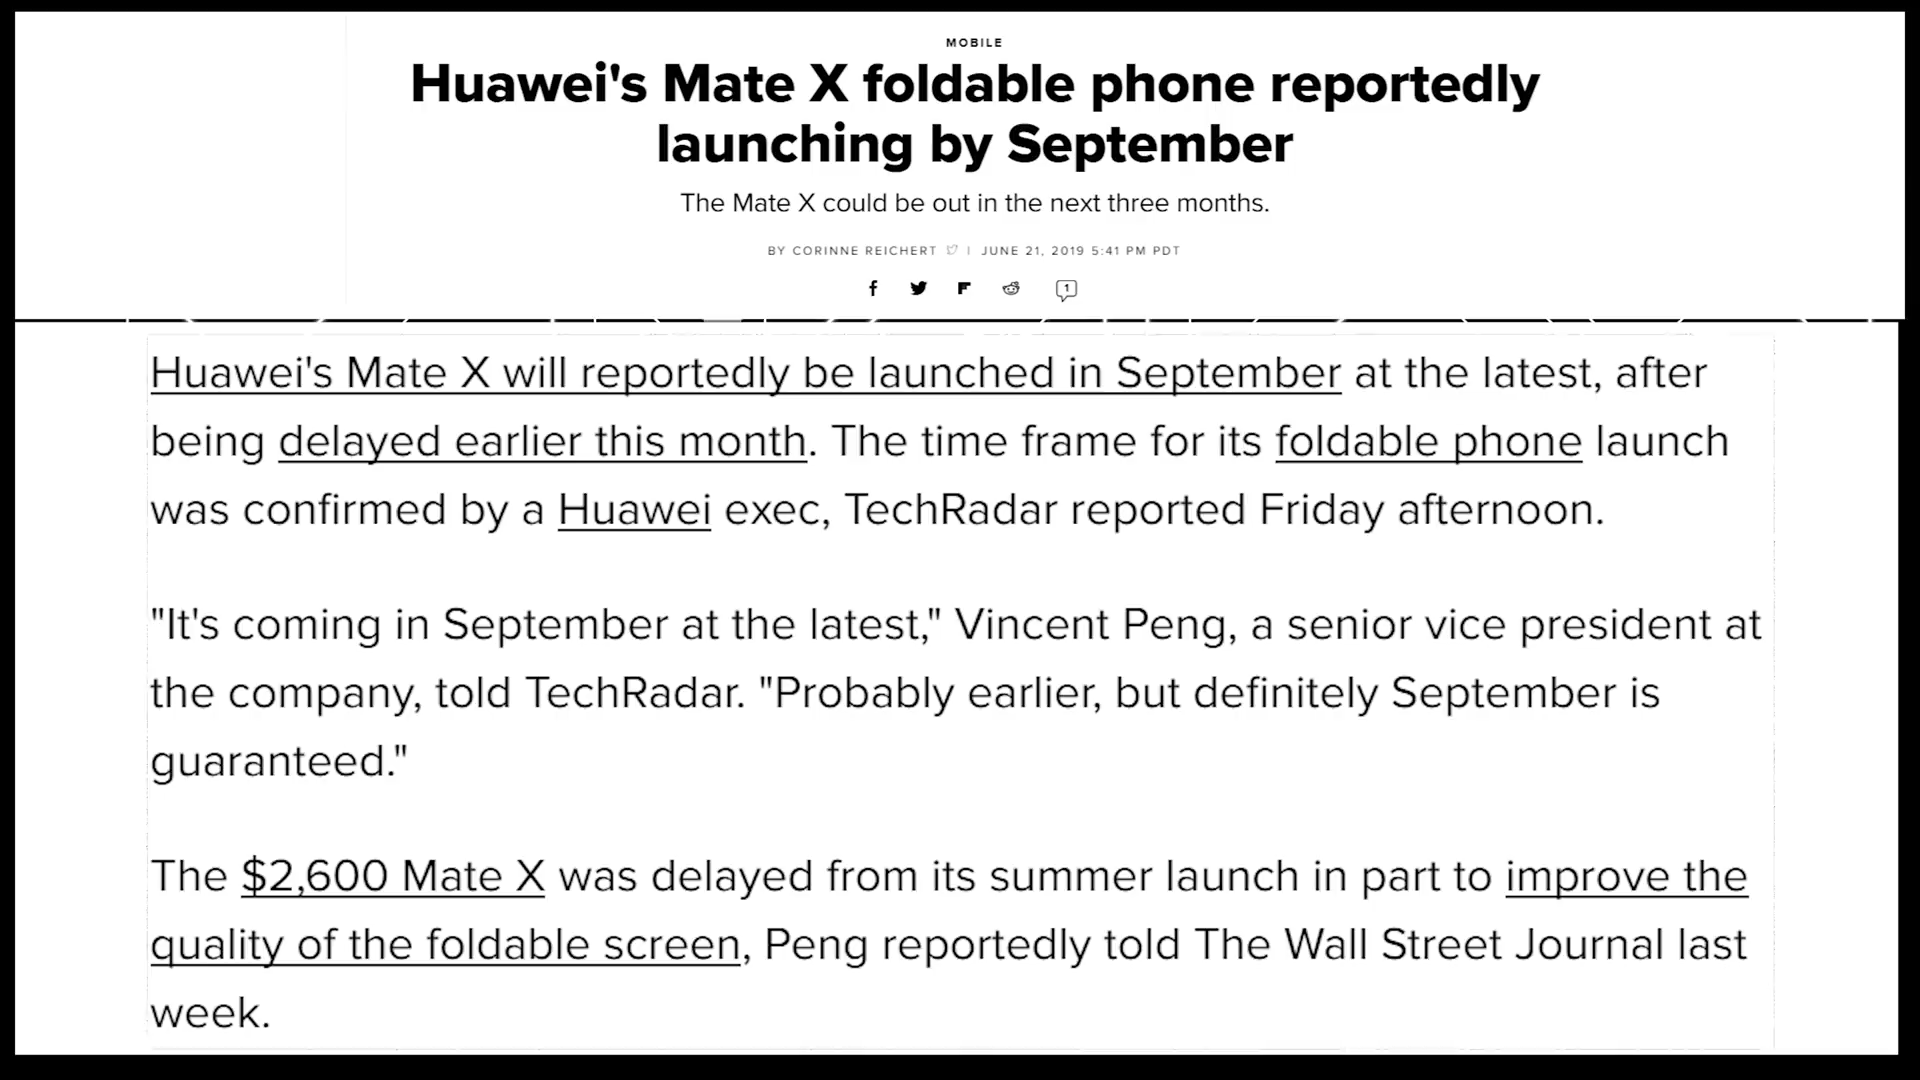 MOBILE
Huawei's Mate X foldable phone reportedly
launching by September
The Mate X could be out in the next three months.
BY CORINNE REICHERT | JUNE 21, 2019 5:41 PM PDT
1
Huawei's Mate X will reportedly be launched in September at the latest, after
being delayed earlier this month. The time frame for its foldable phone launch
was confirmed by a Huawei exec, TechRadar reported Friday afternoon.
"It's coming in September at the latest," Vincent Peng, a senior vice president at
the company, told TechRadar. "Probably earlier, but definitely September is
guaranteed."
The $2,600 Mate X was delayed from its summer launch in part to improve the
quality of the foldable screen, Peng reportedly told The Wall Street Journal last
week.